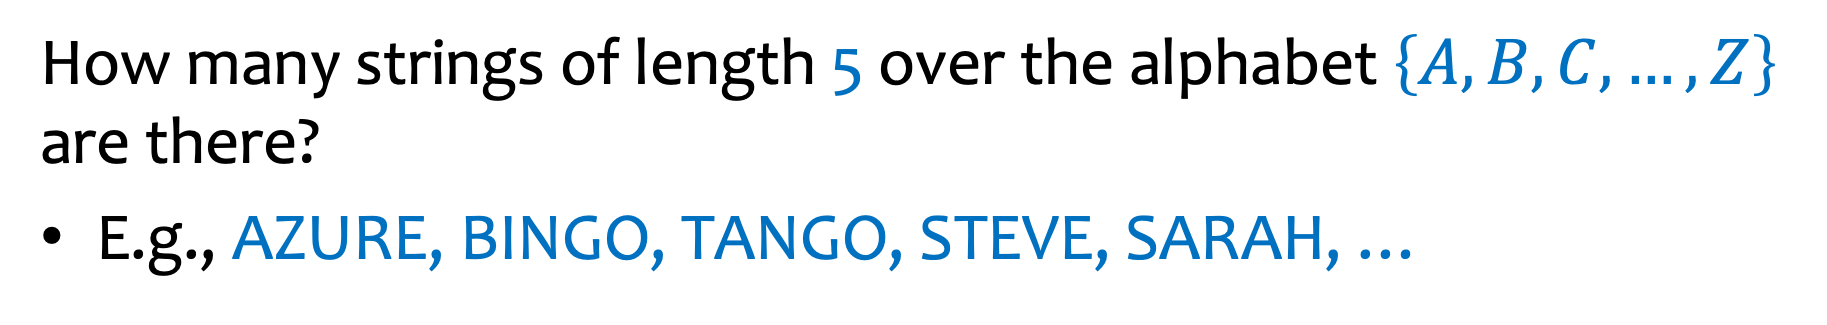 How many strings of length 5 over the alphabet {A, B, C, … , Z}
are there?
• E.g., AZURE, BINGO, TANGO, STEVE, SARAH, …